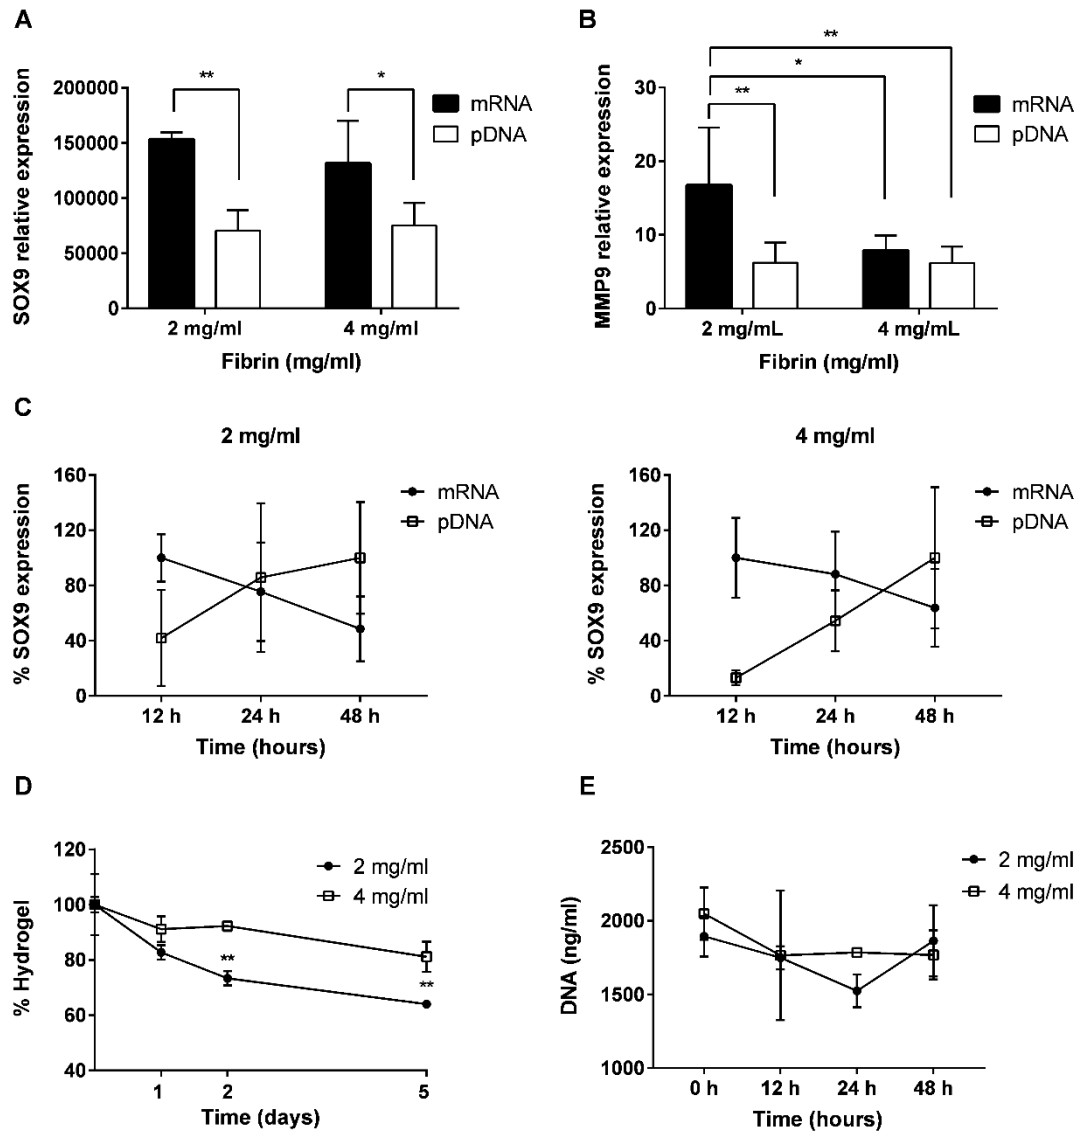 A
SOX9 relative expression
200000
150000
100000
50000
0
**
*
mRNA
pDNA
2 mg/ml
4 mg/ml
Fibrin (mg/ml)
B
MMP9 relative expression
30
20
10
0
**
*
**
mRNA
pDNA
2 mg/mL
4 mg/mL
Fibrin (mg/ml)
C
2 mg/ml
% SOX9 expression
160
120
80
40
0
mRNA
pDNA
12 h
24 h
48 h
Time (hours)
4 mg/ml
% SOX9 expression
160
120
80
40
0
mRNA
pDNA
12 h
24 h
48 h
Time (hours)
D
% Hydrogel
120
100
80
60
40
2 mg/ml
4 mg/ml
**
**
1
2
5
Time (days)
E
DNA (ng/ml)
2500
2000
1500
1000
2 mg/ml
4 mg/ml
0 h
12 h
24 h
48 h
Time (hours)